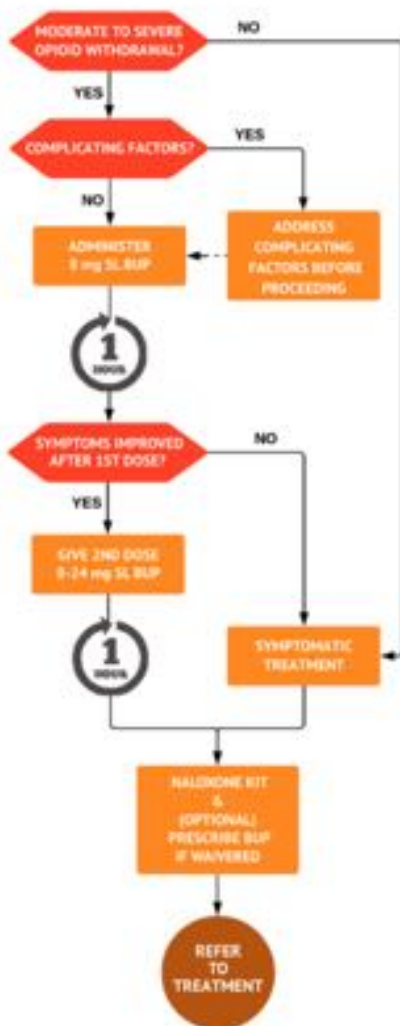 MODERATE TO SEVERE
OPIOID WITHDRAWAL?
NO
YES
COMPLICATING FACTORS?
YES
NO
ADMINISTER
8 mg SL BUP
ADDRESS
COMPLICATING
FACTORS BEFORE
PROCEEDING
1
HOUR
SYMPTOMS IMPROVED
AFTER 1ST DOSE?
NO
YES
GIVE 2ND DOSE
8-24 mg SL BUP
1
HOUR
SYMPTOMATIC
TREATMENT
NALOXONE KIT
&
(OPTIONAL)
PRESCRIBE BUP
IF WAIVERED
REFER
TO
TREATMENT